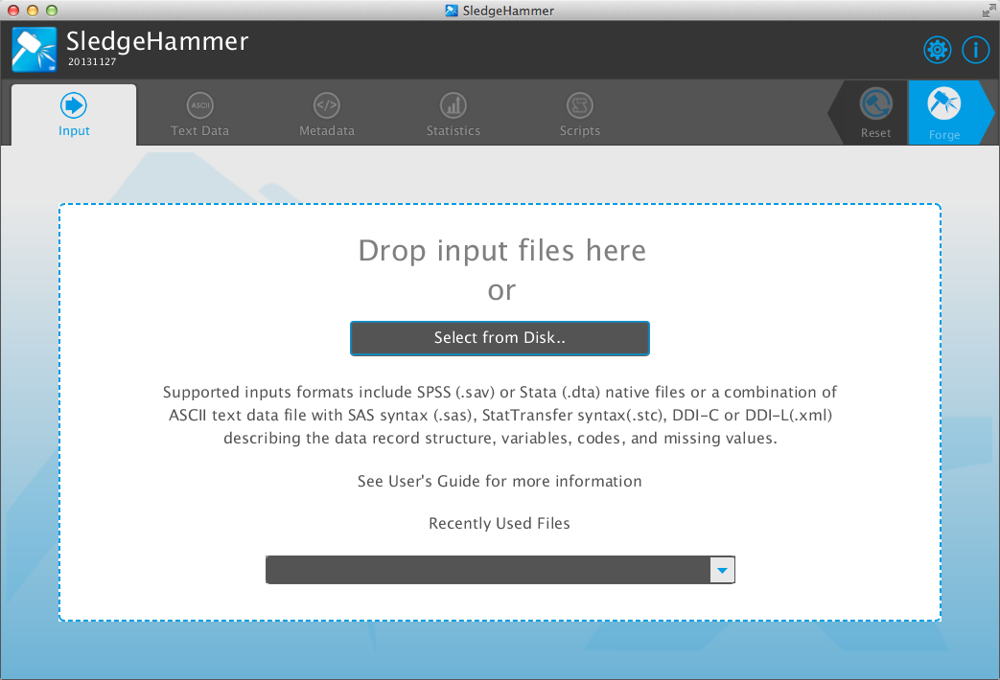 SledgeHammer
SledgeHammer
20131127
Input
ASCII
Text Data
Metadata
Statistics
Scripts
Reset
Forge
Drop input files here
or
Select from Disk..
Supported inputs formats include SPSS (.sav) or Stata (.dta) native files or a combination of
ASCII text data file with SAS syntax (.sas), StatTransfer syntax(.stc), DDI-C or DDI-L(.xml)
describing the data record structure, variables, codes, and missing values.
See User's Guide for more information
Recently Used Files